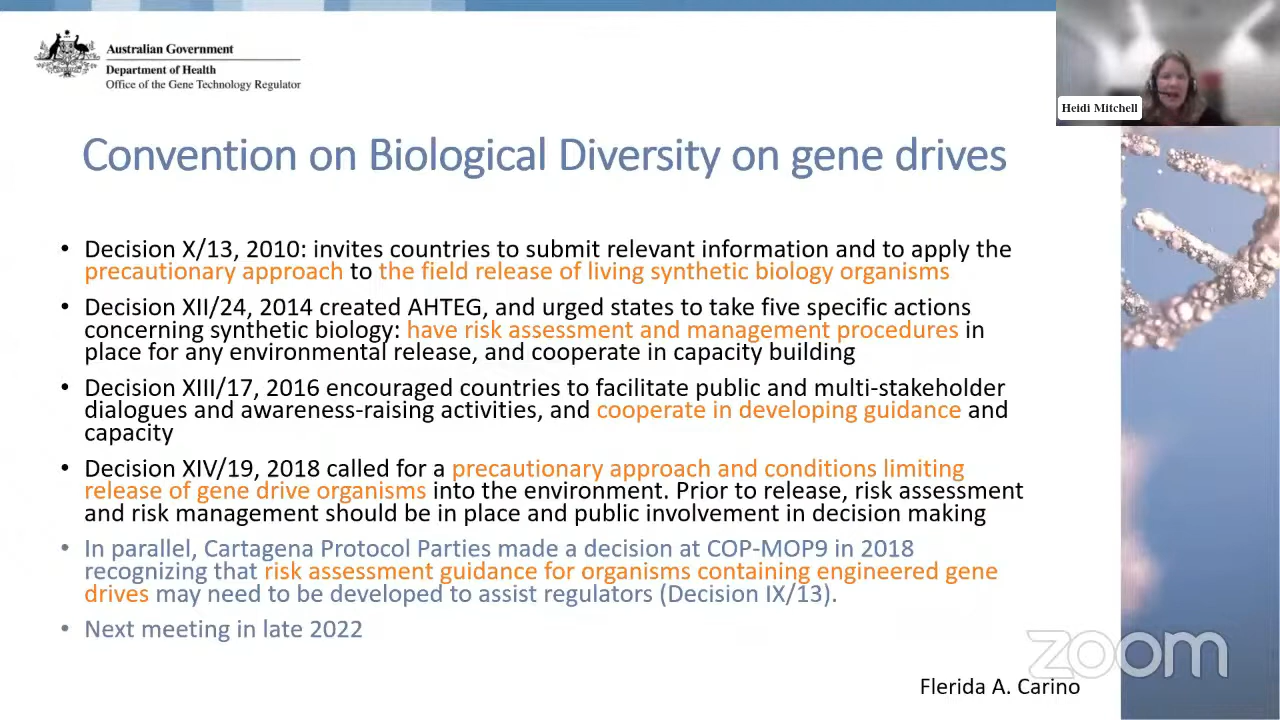 Australian Government
Department of Health
Office of the Gene Technology Regulator
Heidi Mitchell
Convention on Biological Diversity on gene drives
• Decision X/13, 2010: invites countries to submit relevant information and to apply the
precautionary approach to the field release of living synthetic biology organisms
• Decision XII/24, 2014 created AHTEG, and urged states to take five specific actions
concerning synthetic biology: have risk assessment and management procedures in
place for any environmental release, and cooperate in capacity building
• Decision XIII/17, 2016 encouraged countries to facilitate public and multi-stakeholder
dialogues and awareness-raising activities, and cooperate in developing guidance and
capacity
• Decision XIV/19, 2018 called for a precautionary approach and conditions limiting
release of gene drive organisms into the environment. Prior to release, risk assessment
and risk management should be in place and public involvement in decision making
• In parallel, Cartagena Protocol Parties made a decision at COP-MOP9 in 2018
recognizing that risk assessment guidance for organisms containing engineered gene
drives may need to be developed to assist regulators (Decision IX/13).
• Next meeting in late 2022
zoom
Flerida A. Carino